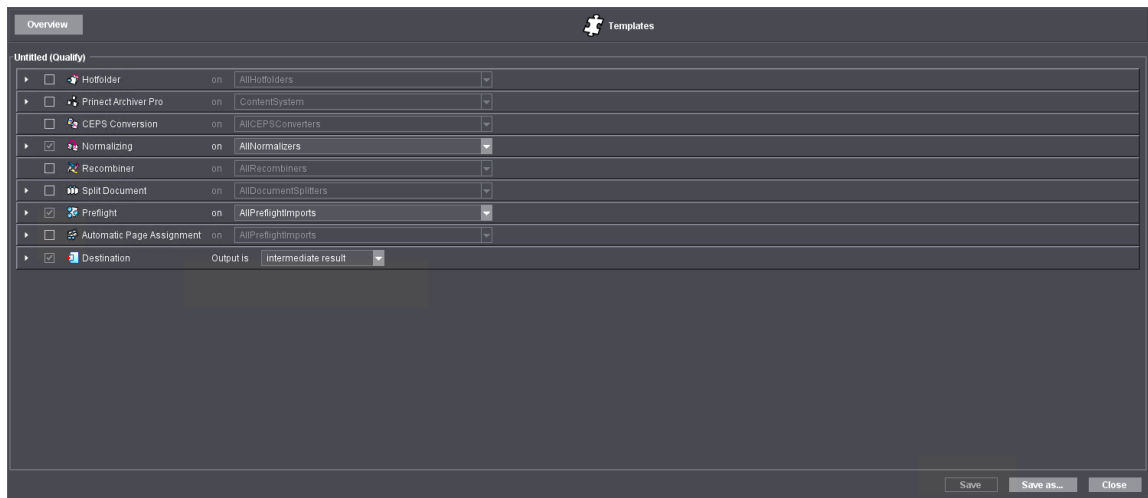 Overview
Templates
Untitled (Qualify)
Hotfolder on AllHotfolders
Prinect Archiver Pro on ContentSystem
CEPS Conversion on AllCEPSConverters
Normalizing on AllNormalizers
Recombiner on AllRecombiners
Split Document on AllDocumentSplitters
Preflight on AllPreflightImports
Automatic Page Assignment on AllPreflightImports
Destination Output is intermediate result
Save Save as... Close